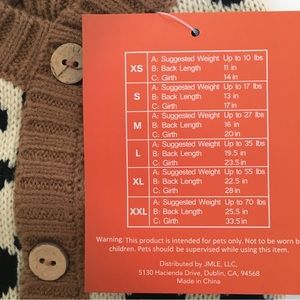 XS
A: Suggested Weight Up to 10 lbs
B: Back Length 11 in
C: Girth 14 in
S
A: Suggested Weight Up to 17 lbs
B: Back Length 13 in
C: Girth 17 in
M
A: Suggested Weight Up to 27 lbs
B: Back Length 16 in
C: Girth 20 in
L
A: Suggested Weight Up to 35 lbs
B: Back Length 19.5 in
C: Girth 23.5 in
XL
A: Suggested Weight Up to 55 lbs
B: Back Length 22.5 in
C: Girth 28 in
XXL
A: Suggested Weight Up to 70 lbs
B: Back Length 25.5 in
C: Girth 33.5 in
Warning: This product is intended for pets only. Not to be worn b
children. Pets should be supervised while using this item.
Distributed by JMLE, LLC,
5130 Hacienda Drive, Dublin, CA, 94568
Made in China